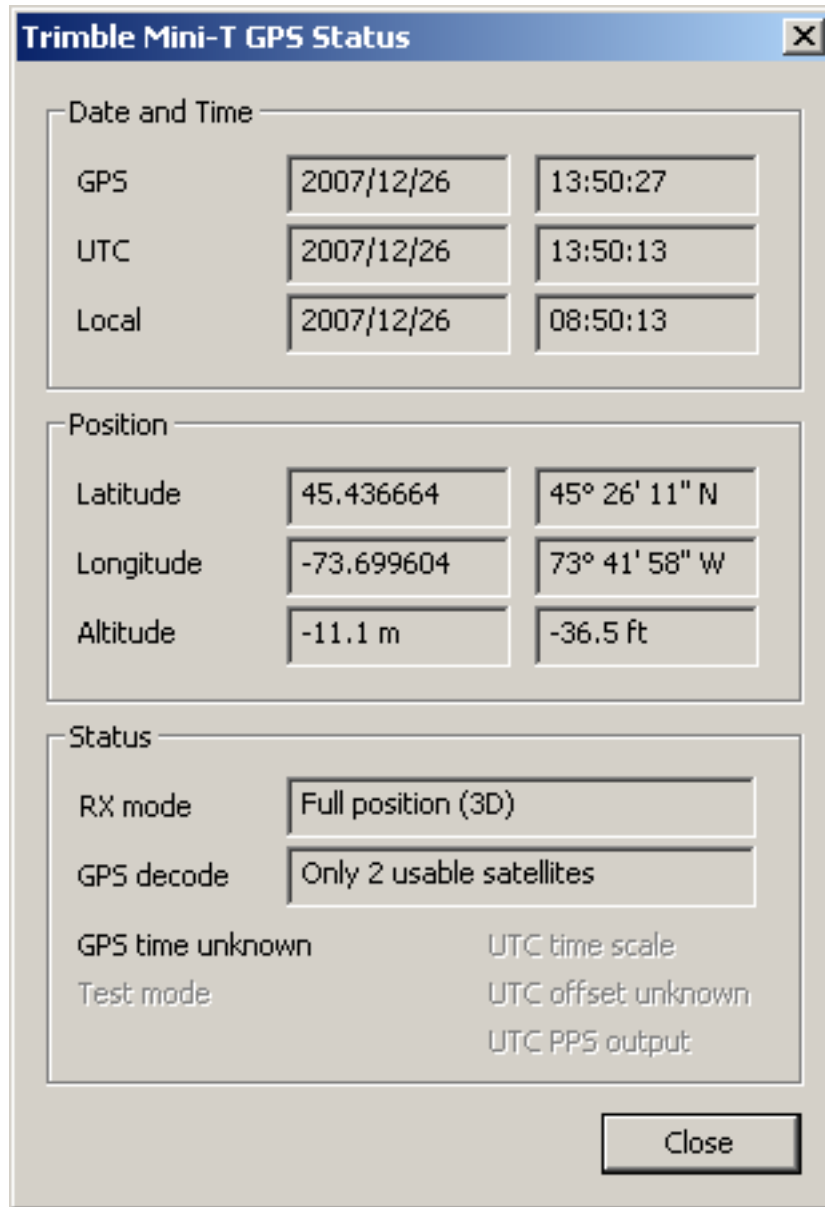 Trimble Mini-T GPS Status
Date and Time
GPS 2007/12/26 13:50:27
UTC 2007/12/26 13:50:13
Local 2007/12/26 08:50:13
Position
Latitude 45.436664 45° 26' 11" N
Longitude -73.699604 73° 41' 58" W
Altitude -11.1 m -36.5 ft
Status
RX mode Full position (3D)
GPS decode Only 2 usable satellites
GPS time unknown UTC time scale
Test mode UTC offset unknown
UTC PPS output
Close